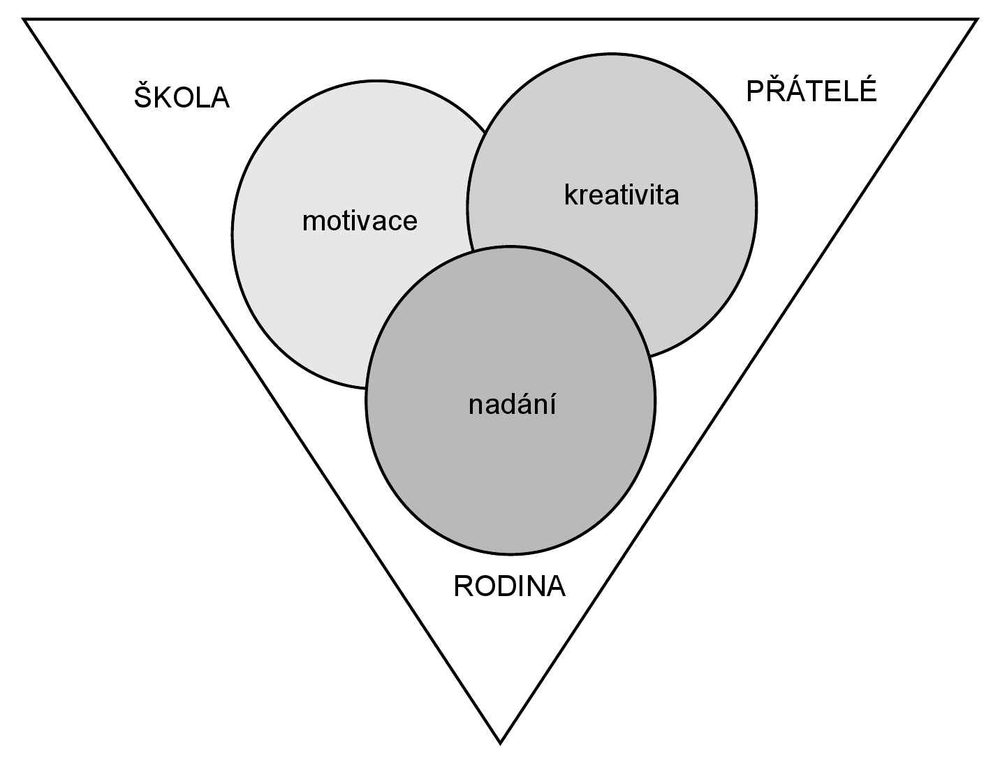 ŠKOLA
PŘÁTELÉ
kreativita
motivace
nadání
RODINA